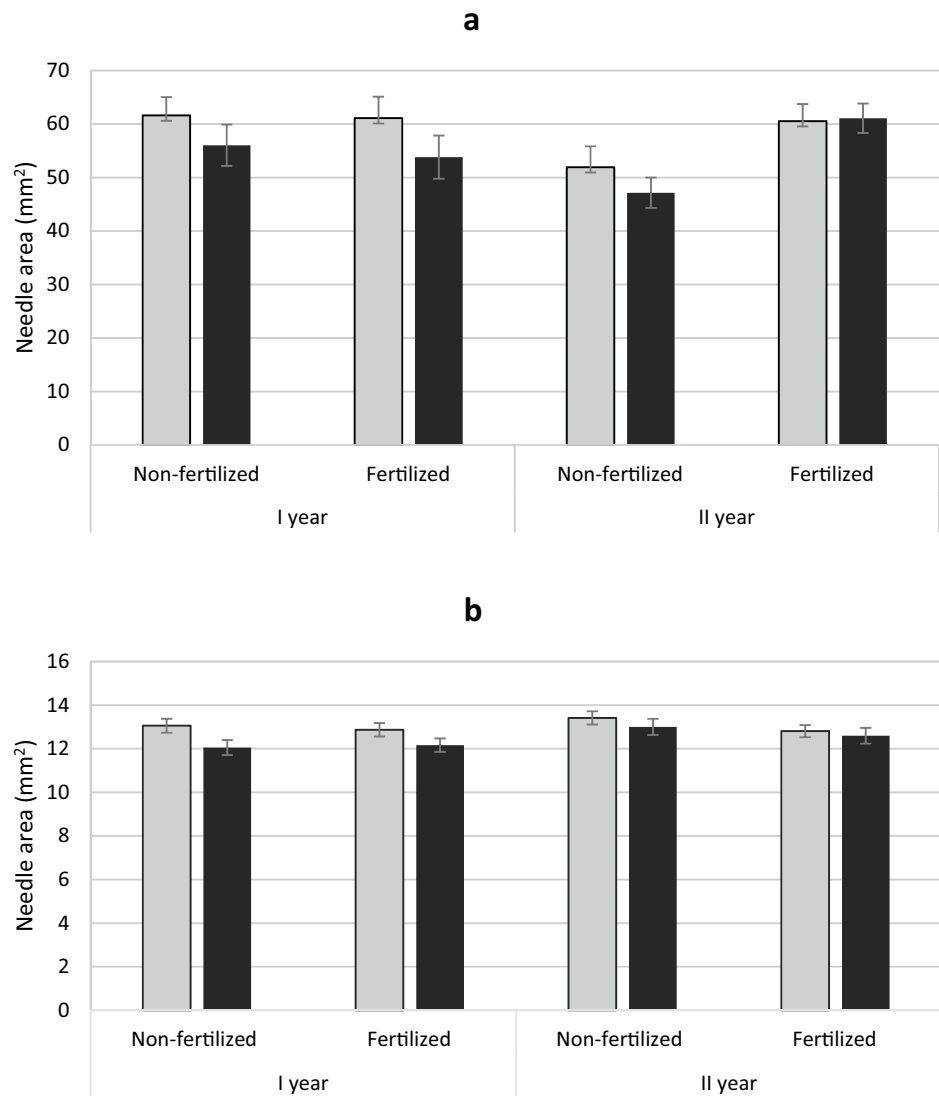 a
Needle area (mm²)
70
60
50
40
30
20
10
0
Non-fertilized Fertilized Non-fertilized Fertilized
I year II year
b
Needle area (mm²)
16
14
12
10
8
6
4
2
0
Non-fertilized Fertilized Non-fertilized Fertilized
I year II year